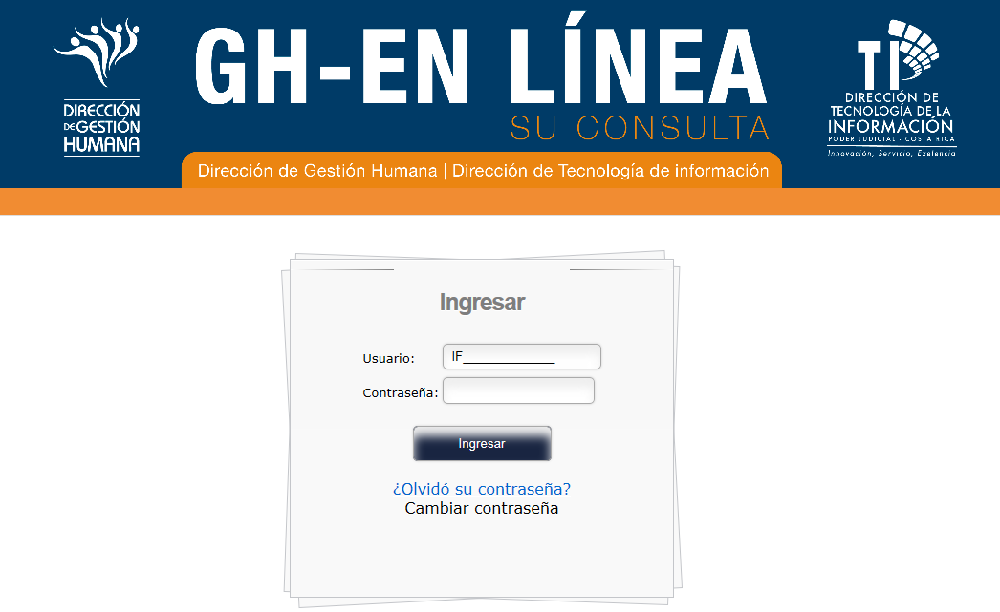 GH-EN LÍNEA
SU CONSULTA
Dirección de Gestión Humana | Dirección de Tecnología de información
DIRECCIÓN
DE GESTIÓN
HUMANA
TI
DIRECCIÓN DE
TECNOLOGÍA DE LA
INFORMACIÓN
PODER JUDICIAL - COSTA RICA
Innovación, Servicio, Exelencia
Ingresar
Usuario: IF____________
Contraseña:
Ingresar
¿Olvidó su contraseña?
Cambiar contraseña